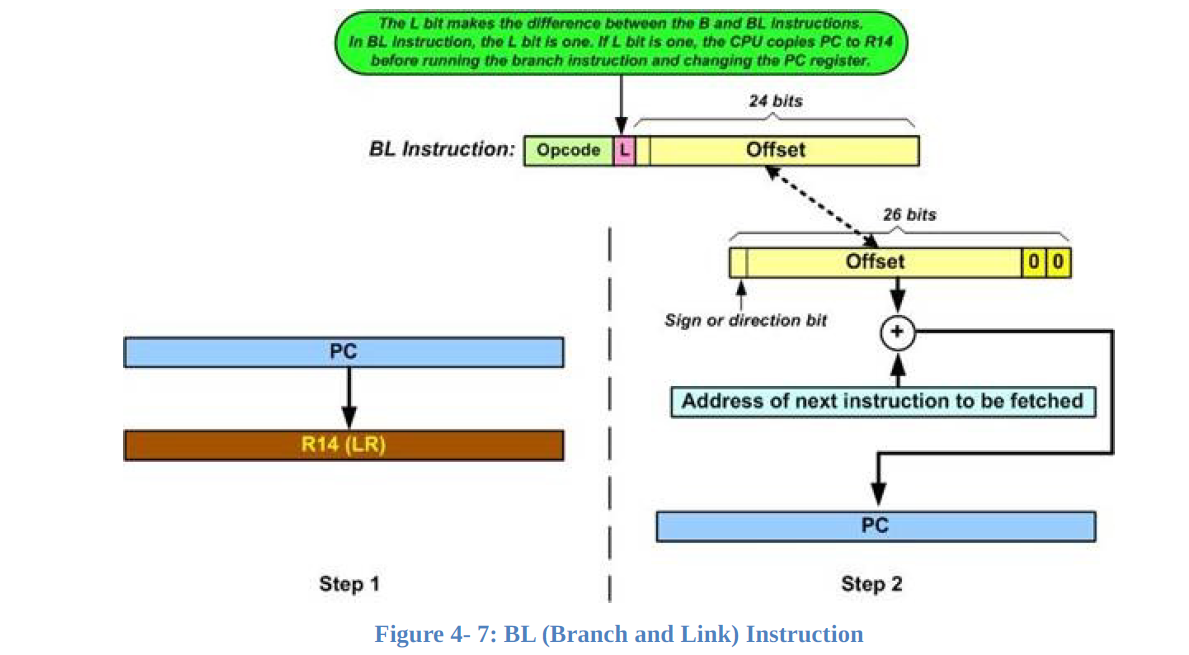 The L bit makes the difference between the B and BL Instructions.
In BL Instruction, the L bit is one. If L bit is one, the CPU copies PC to R14
before running the branch instruction and changing the PC register.
24 bits
BL Instruction:
Opcode
L
Offset
26 bits
Offset
0
0
Sign or direction bit
+
PC
Address of next instruction to be fetched
R14 (LR)
PC
Step 1
Step 2
Figure 4- 7: BL (Branch and Link) Instruction